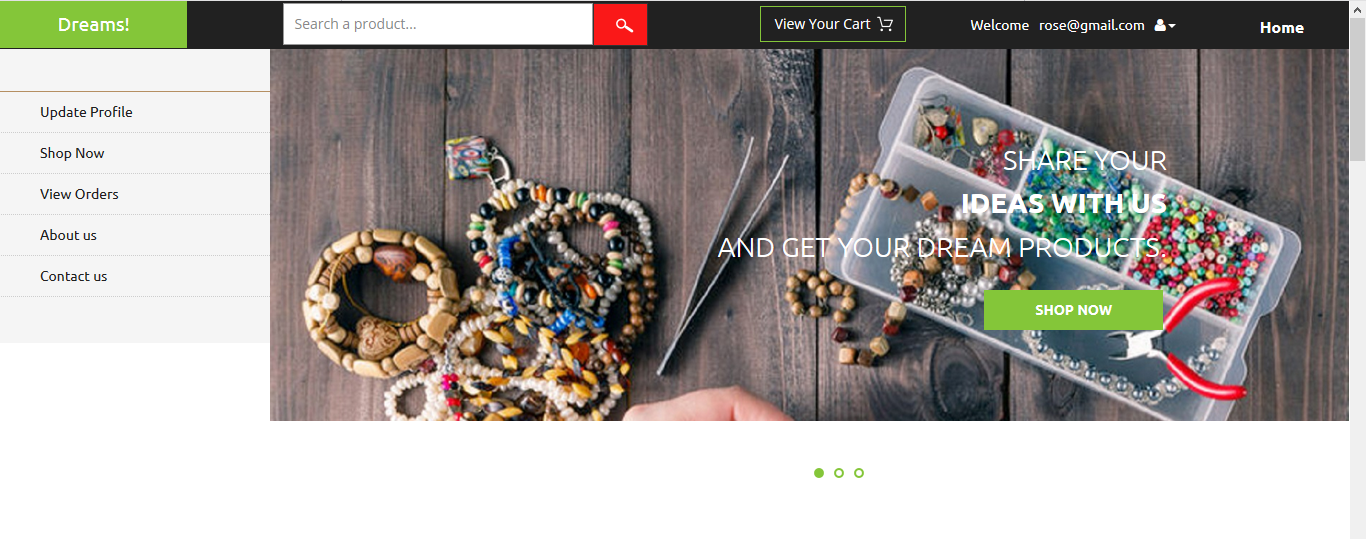 Dreams!
Search a product...
View Your Cart
Welcome rose@gmail.com
Home
Update Profile
Shop Now
View Orders
About us
Contact us
SHARE YOUR
IDEAS WITH US
AND GET YOUR DREAM PRODUCTS.
SHOP NOW